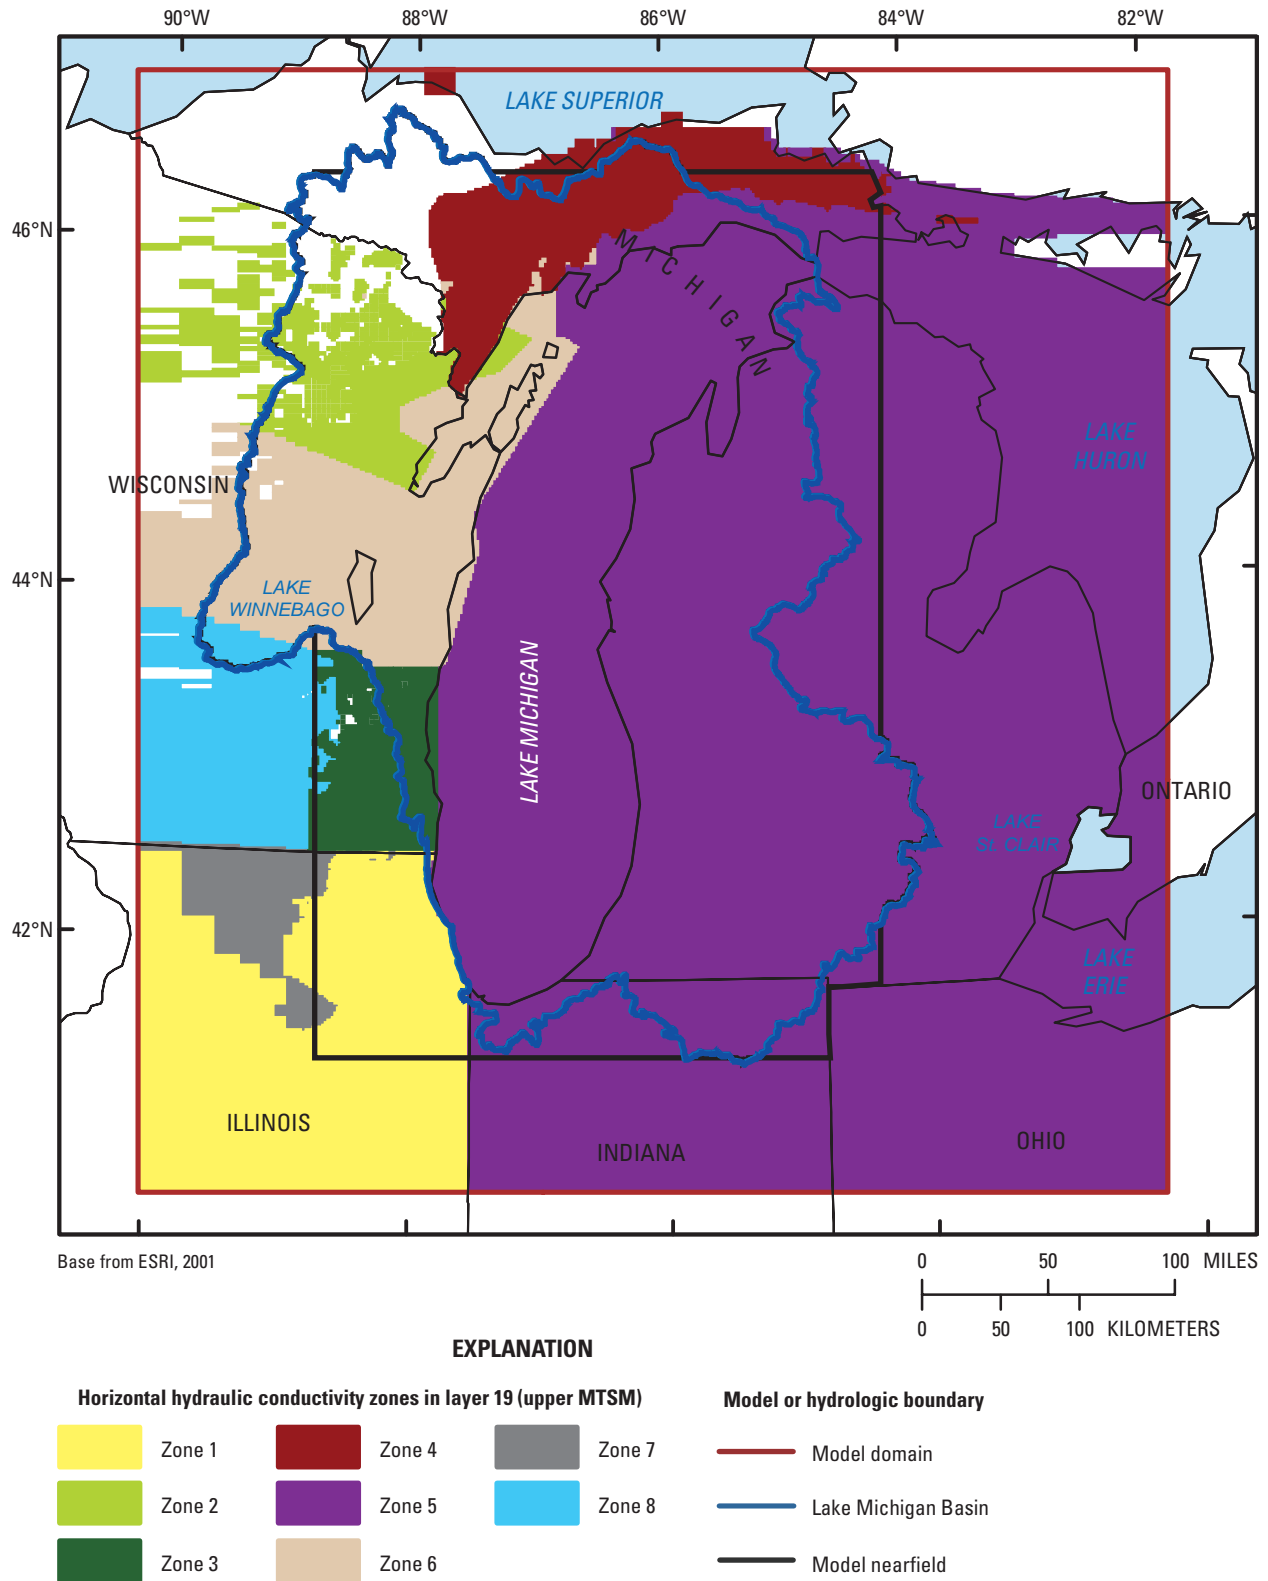 90°W 88°W 86°W 84°W 82°W
LAKE SUPERIOR
46°N
MICHIGAN
LAKE
HURON
WISCONSIN
44°N
LAKE
WINNEBAGO
LAKE MICHIGAN
ONTARIO
LAKE
St. CLAIR
42°N
LAKE
ERIE
ILLINOIS
INDIANA
OHIO
Base from ESRI, 2001
0 50 100 MILES
0 50 100 KILOMETERS
EXPLANATION
Horizontal hydraulic conductivity zones in layer 19 (upper MTSM)
Zone 1
Zone 2
Zone 3
Zone 4
Zone 5
Zone 6
Zone 7
Zone 8
Model or hydrologic boundary
Model domain
Lake Michigan Basin
Model nearfield